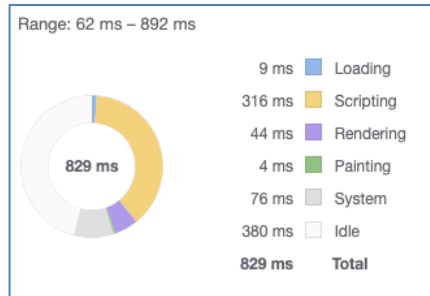 Range: 62 ms – 892 ms
9 ms Loading
316 ms Scripting
44 ms Rendering
829 ms
4 ms Painting
76 ms System
380 ms Idle
829 ms Total